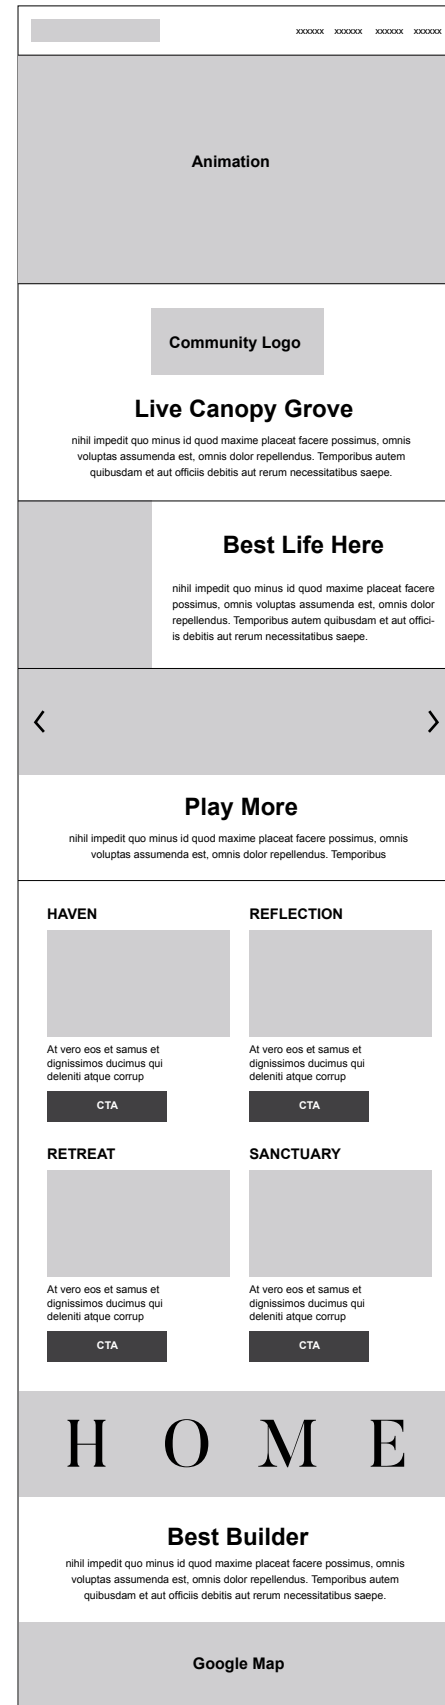 xxxxxx xxxxxx xxxxxx xxxxxx
Animation
Community Logo
Live Canopy Grove
nihil impedit quo minus id quod maxime placeat facere possimus, omnis
voluptas assumenda est, omnis dolor repellendus. Temporibus autem
quibusdam et aut officiis debitis aut rerum necessitatibus saepe.
Best Life Here
nihil impedit quo minus id quod maxime placeat facere
possimus, omnis voluptas assumenda est, omnis dolor
repellendus. Temporibus autem quibusdam et aut offici-
is debitis aut rerum necessitatibus saepe.
Play More
nihil impedit quo minus id quod maxime placeat facere possimus, omnis
voluptas assumenda est, omnis dolor repellendus. Temporibus
HAVEN
At vero eos et samus et
dignissimos ducimus qui
deleniti atque corrup
CTA
REFLECTION
At vero eos et samus et
dignissimos ducimus qui
deleniti atque corrup
CTA
RETREAT
At vero eos et samus et
dignissimos ducimus qui
deleniti atque corrup
CTA
SANCTUARY
At vero eos et samus et
dignissimos ducimus qui
deleniti atque corrup
CTA
H O M E
Best Builder
nihil impedit quo minus id quod maxime placeat facere possimus, omnis
voluptas assumenda est, omnis dolor repellendus. Temporibus autem
quibusdam et aut officiis debitis aut rerum necessitatibus saepe.
Google Map